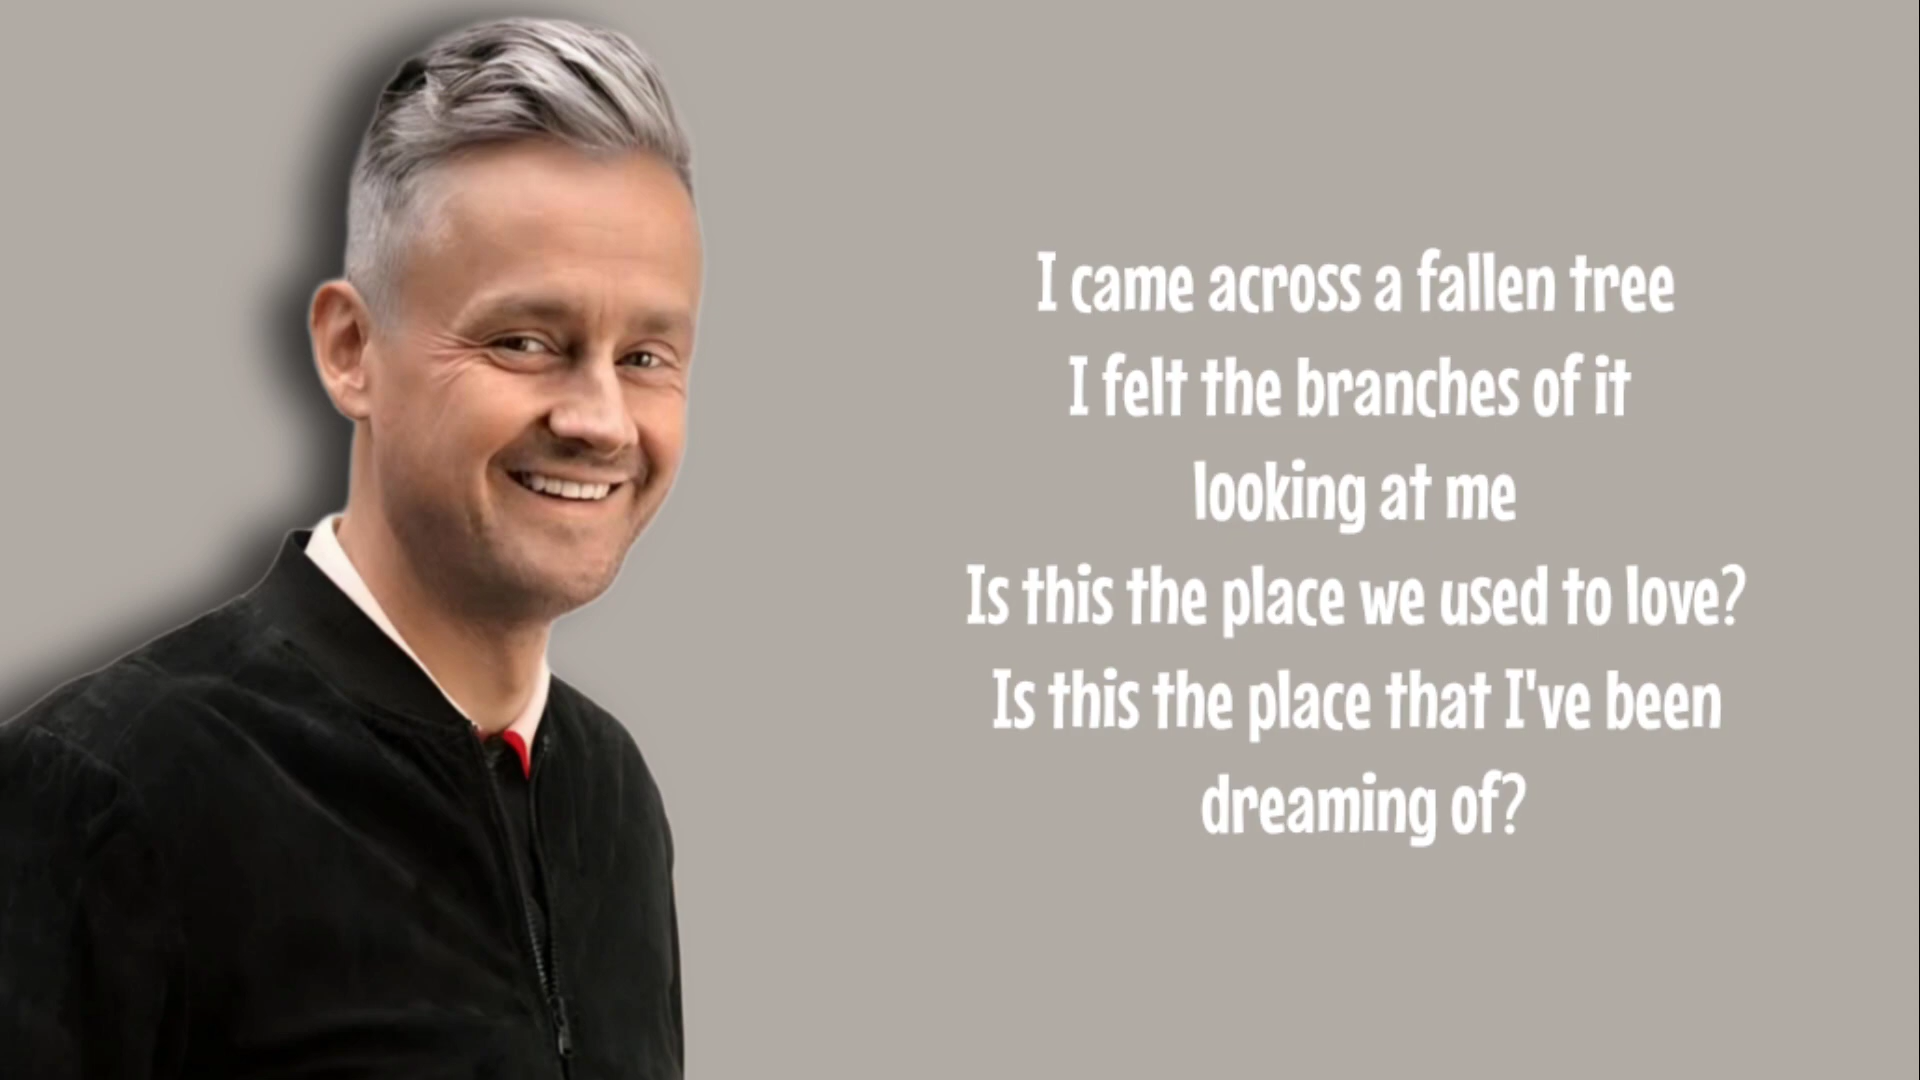 I came across a fallen tree
I felt the branches of it
looking at me
Is this the place we used to love?
Is this the place that I've been
dreaming of?